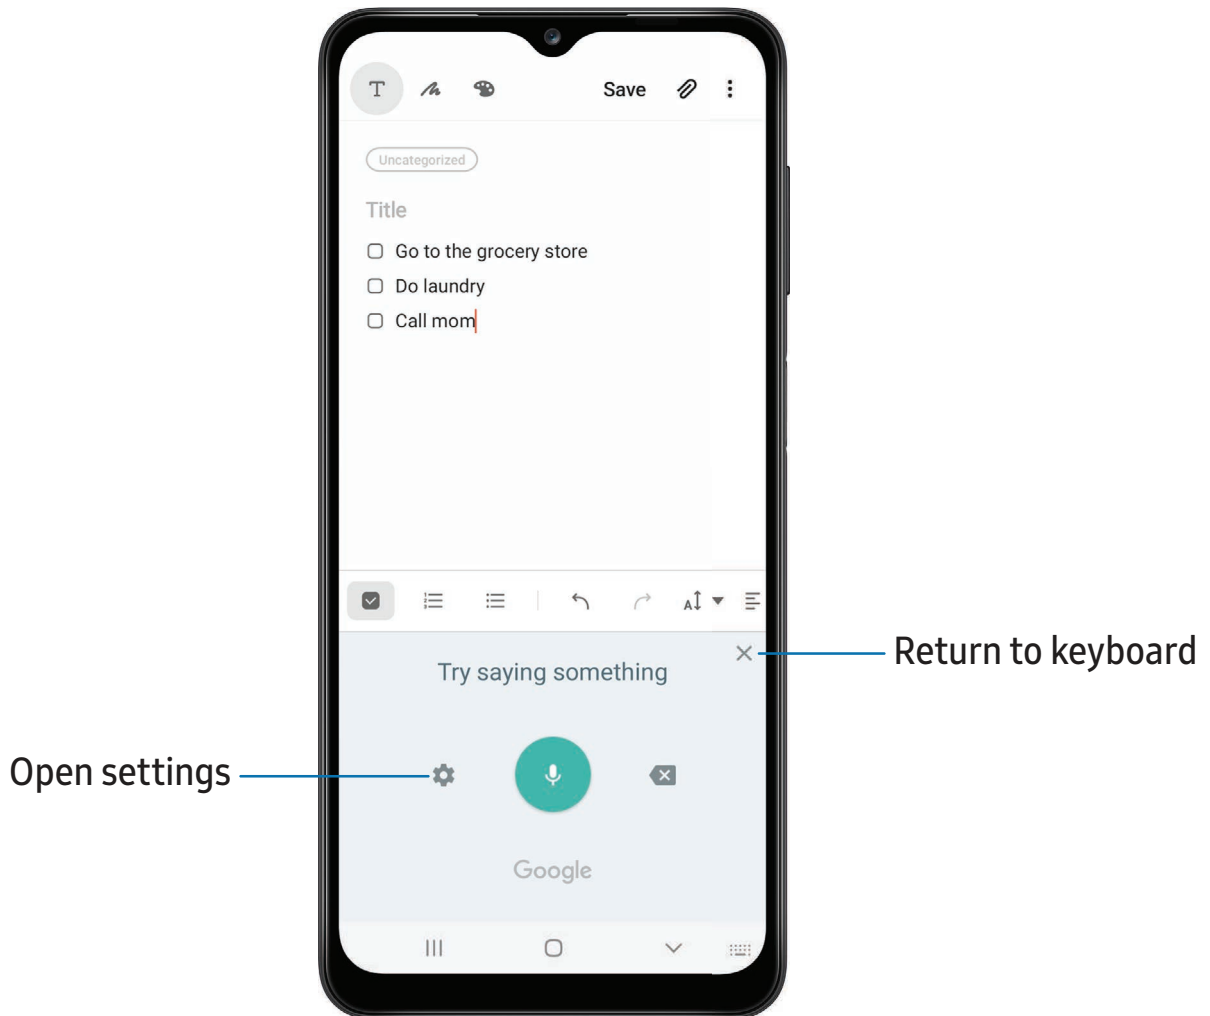 T
Save
Uncategorized
Title
Go to the grocery store
Do laundry
Call mom
A
Return to keyboard
Try saying something
Open settings
Google